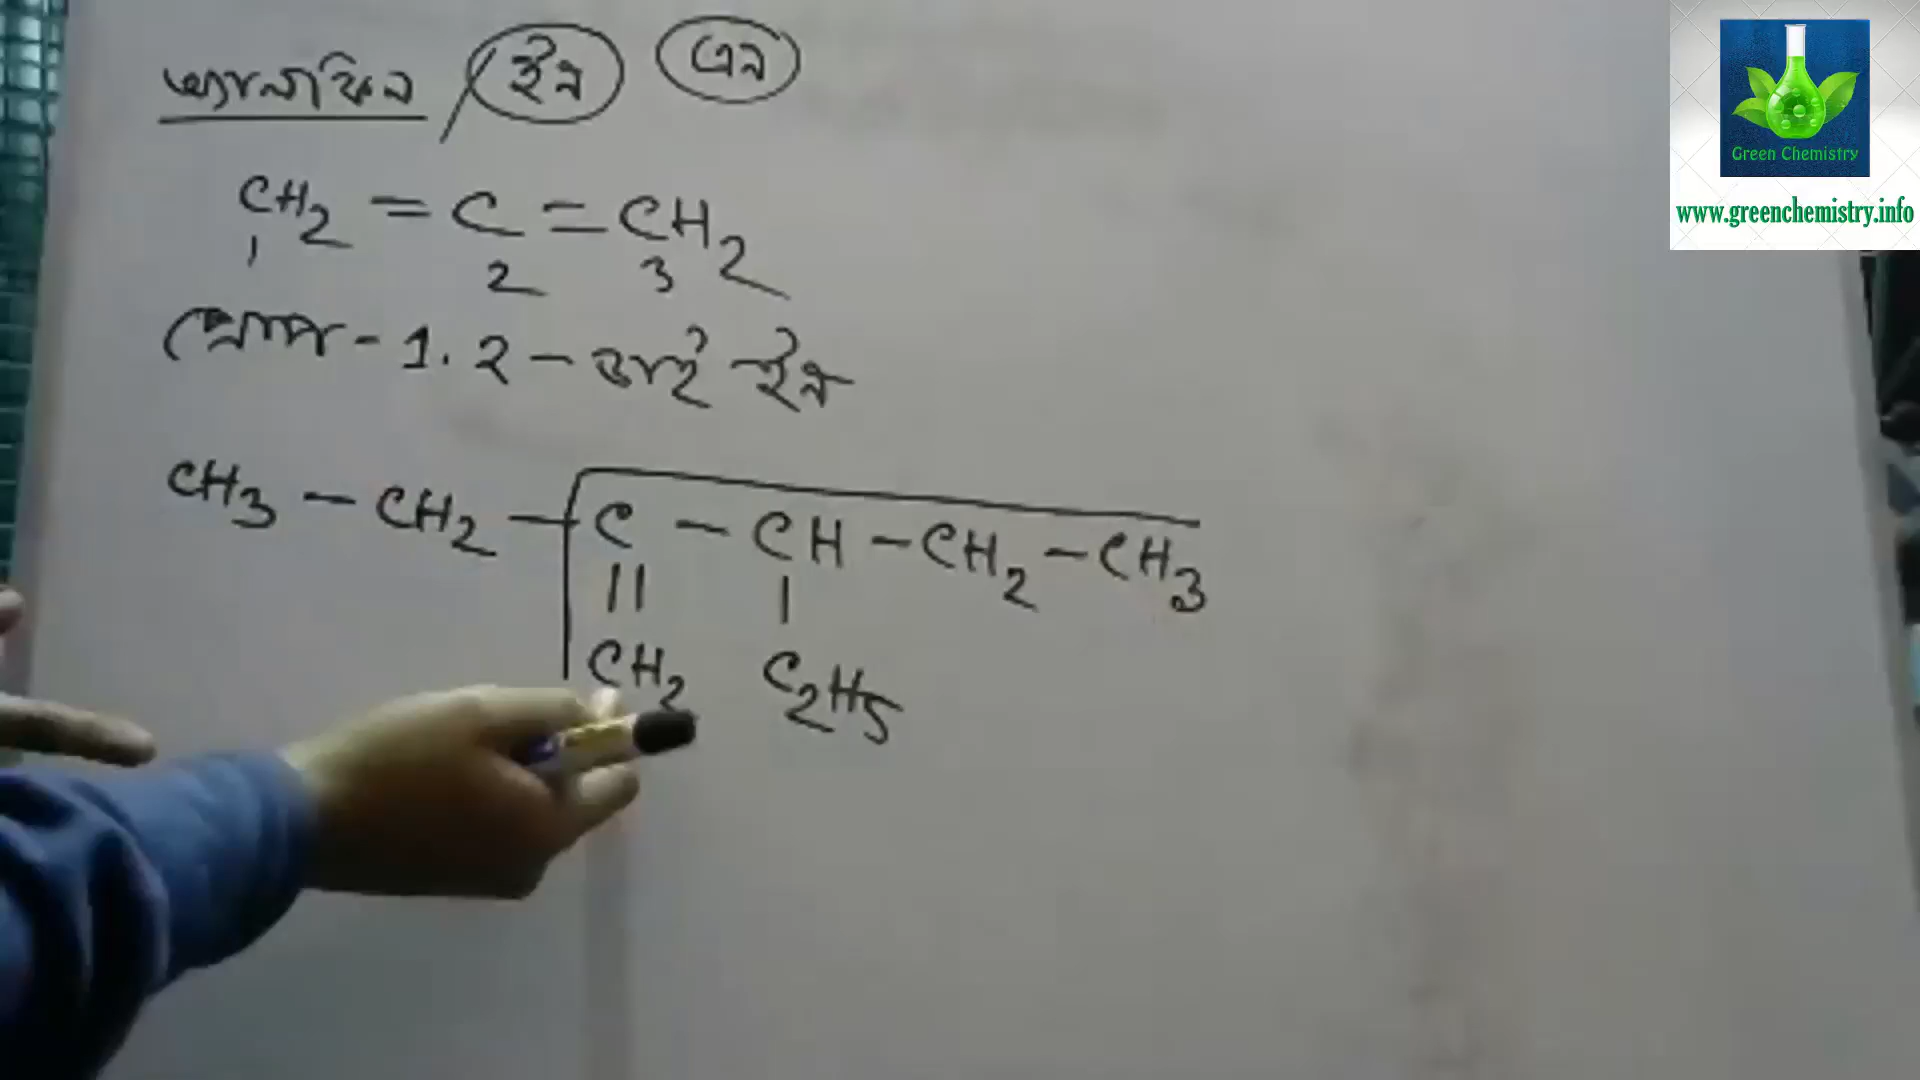 অ্যালকিন / ইন এন
CH2 = C = CH2
1 2 3
প্রোপ - 1.2 - ডাই ইন
CH3 - CH2 - C - CH - CH2 - CH3
|| |
CH2 C2H5
Green Chemistry
www.greenchemistry.info